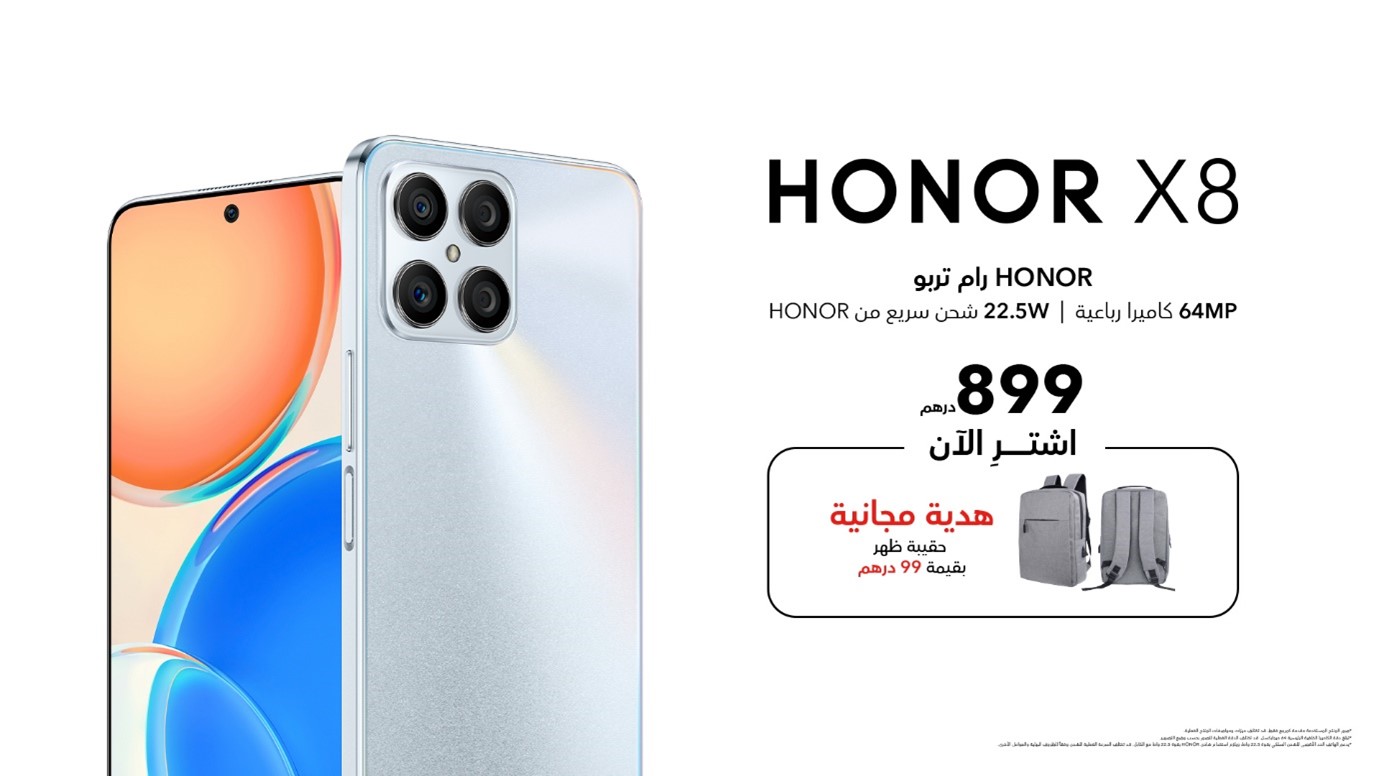 HONOR X8
HONOR رام تربو
64MP كاميرا رباعية | 22.5W شحن سريع من HONOR
899 درهم
اشتـــرِ الآن
هدية مجانية
حقيبة ظهر
بقيمة 99 درهم